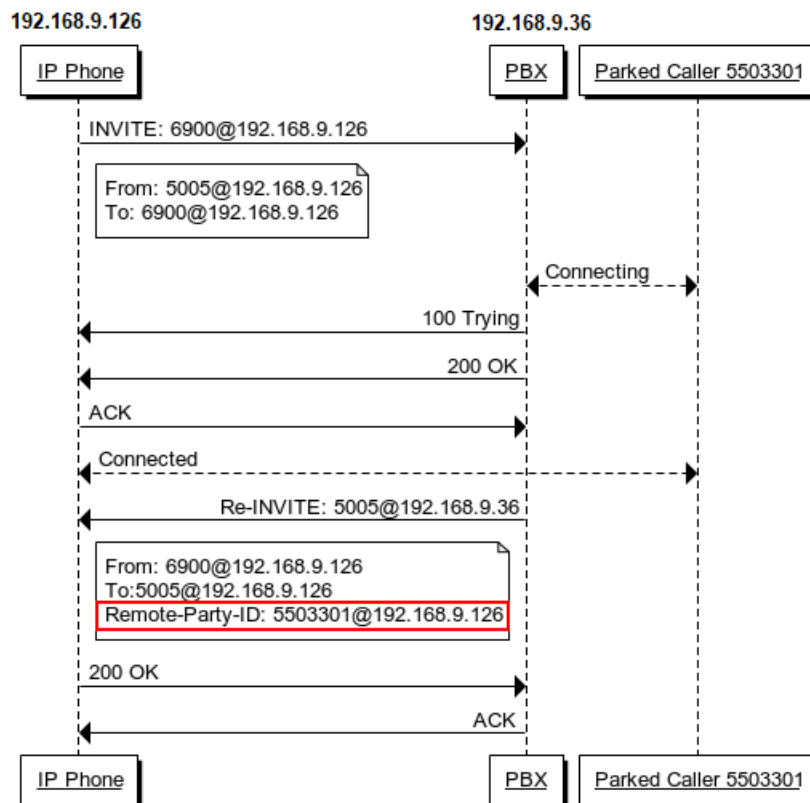 192.168.9.126
192.168.9.36
IP Phone
PBX
Parked Caller 5503301
INVITE: 6900@192.168.9.126
From: 5005@192.168.9.126
To: 6900@192.168.9.126
Connecting
100 Trying
200 OK
ACK
Connected
Re-INVITE: 5005@192.168.9.36
From: 6900@192.168.9.126
To:5005@192.168.9.126
Remote-Party-ID: 5503301@192.168.9.126
200 OK
ACK
IP Phone
PBX
Parked Caller 5503301